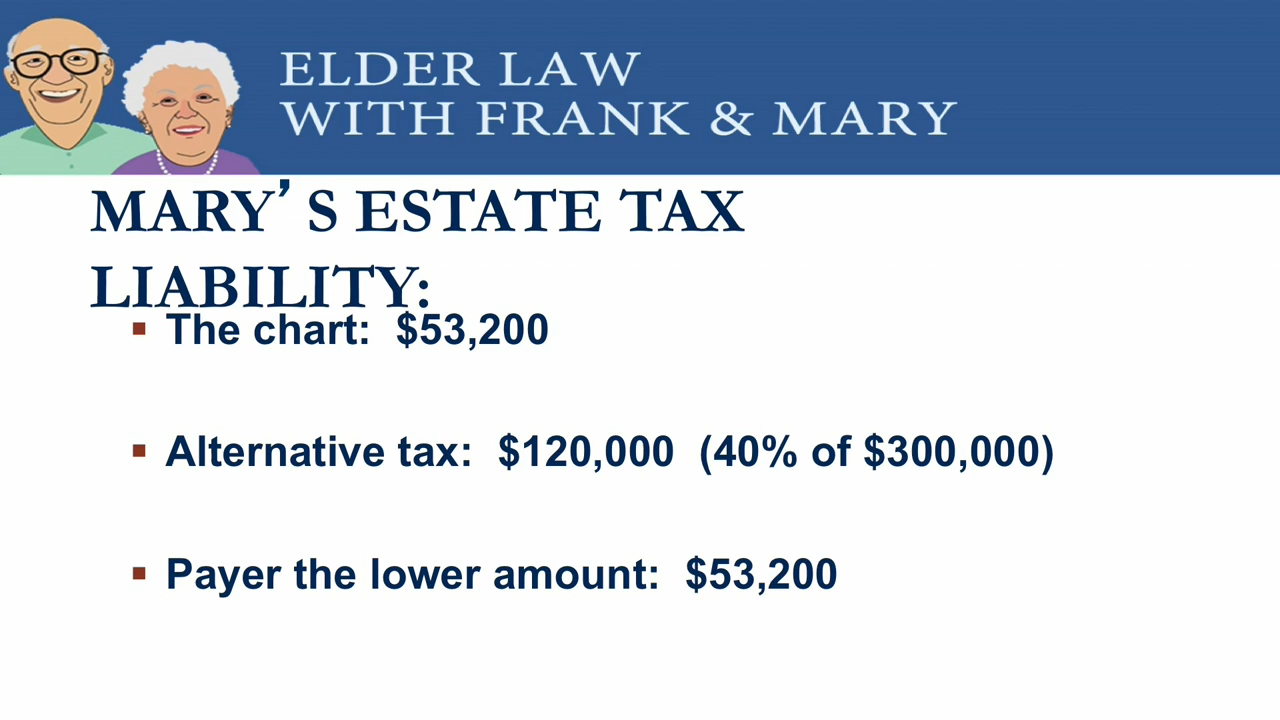 ELDER LAW
WITH FRANK & MARY
MARY’S ESTATE TAX
LIABILITY:
▪ The chart: $53,200
▪ Alternative tax: $120,000 (40% of $300,000)
▪ Payer the lower amount: $53,200